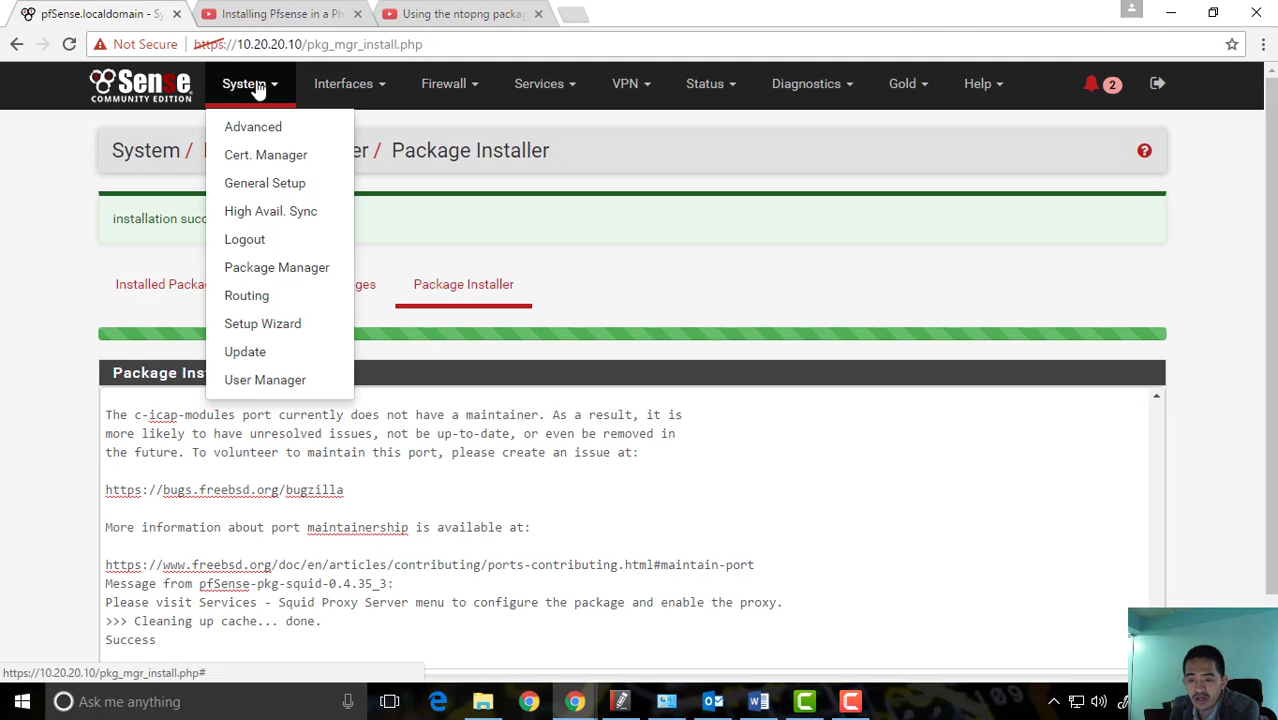 pfSense.localdomain - Sy
Installing Pfsense in a Ph
Using the ntopng packag
Not Secure
https://10.20.20.10/pkg_mgr_install.php
Sense
COMMUNITY EDITION
System
Interfaces
Firewall
Services
VPN
Status
Diagnostics
Gold
Help
2
Advanced
Cert. Manager
General Setup
High Avail. Sync
Logout
Package Manager
Routing
Setup Wizard
Update
User Manager
System /
/ Package Installer
installation succ
Installed Packa
ges
Package Installer
Package Ins
The c-icap-modules port currently does not have a maintainer. As a result, it is
more likely to have unresolved issues, not be up-to-date, or even be removed in
the future. To volunteer to maintain this port, please create an issue at:
https://bugs.freebsd.org/bugzilla
More information about port maintainership is available at:
https://www.freebsd.org/doc/en/articles/contributing/ports-contributing.html#maintain-port
Message from pfSense-pkg-squid-0.4.35_3:
Please visit Services - Squid Proxy Server menu to configure the package and enable the proxy.
>>> Cleaning up cache... done.
Success
https://10.20.20.10/pkg_mgr_install.php#
Ask me anything